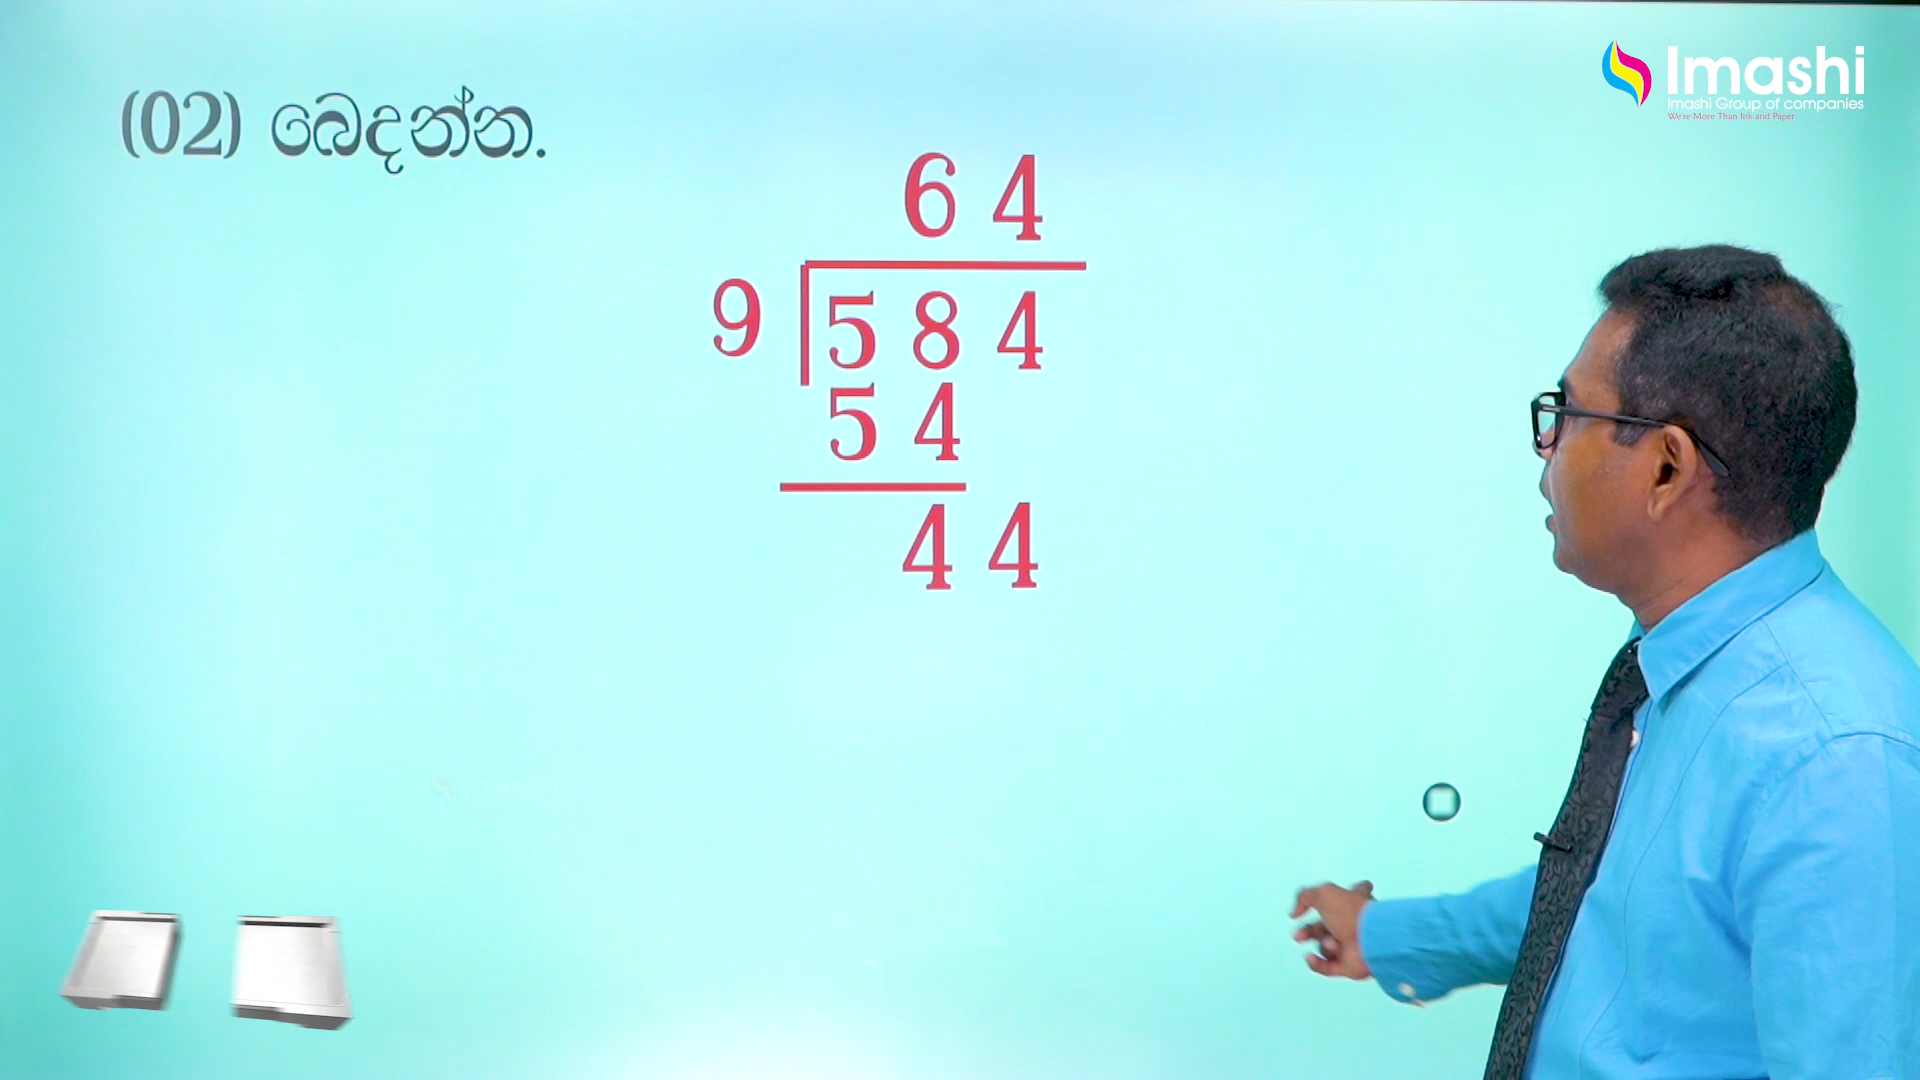 Imashi
Imashi Group of companies
We're More Than Ink and Paper
(02) බෙදන්න.
6 4
9 5 8 4
5 4
4 4